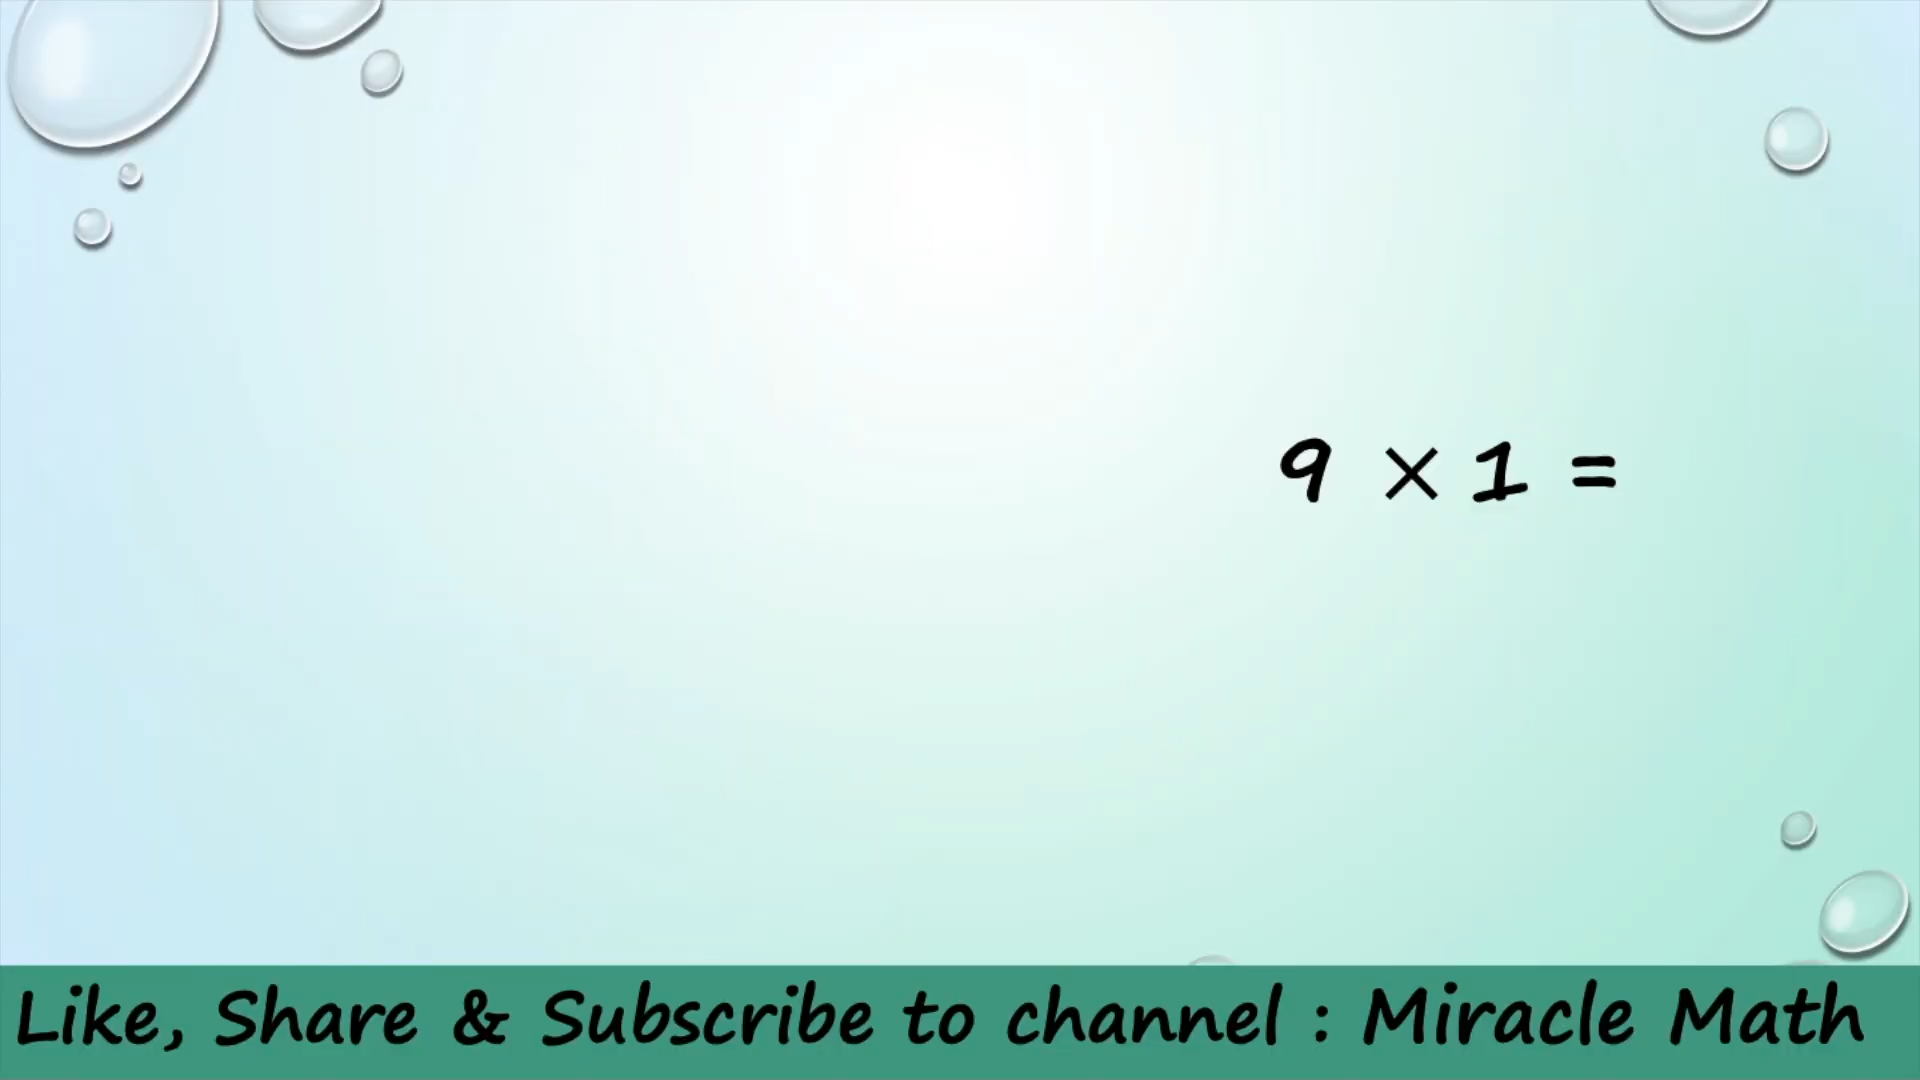 9 × 1 =
Like, Share & Subscribe to channel : Miracle Math